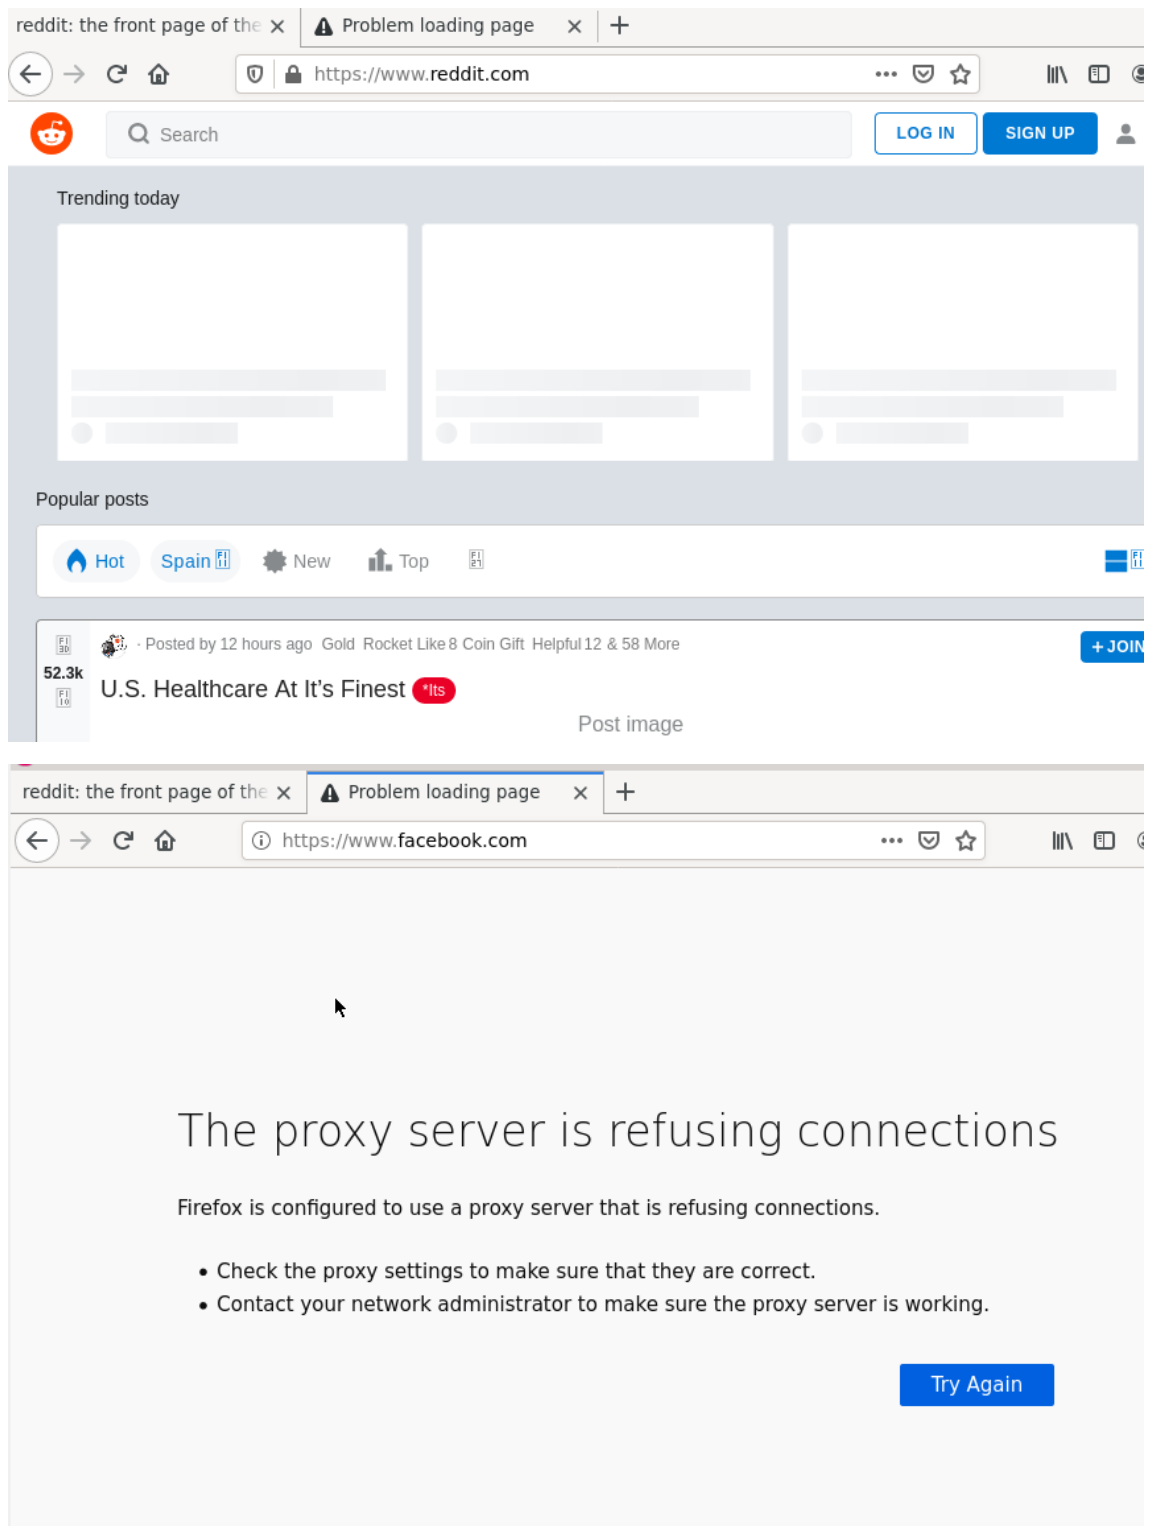 reddit: the front page of the
Problem loading page
https://www.reddit.com
Search
LOG IN
SIGN UP
Trending today
Popular posts
Hot
Spain
New
Top
52.3k
· Posted by 12 hours ago Gold Rocket Like 8 Coin Gift Helpful 12 & 58 More
+ JOIN
U.S. Healthcare At It’s Finest *Its
Post image
reddit: the front page of the
Problem loading page
https://www.facebook.com
The proxy server is refusing connections
Firefox is configured to use a proxy server that is refusing connections.
• Check the proxy settings to make sure that they are correct.
• Contact your network administrator to make sure the proxy server is working.
Try Again